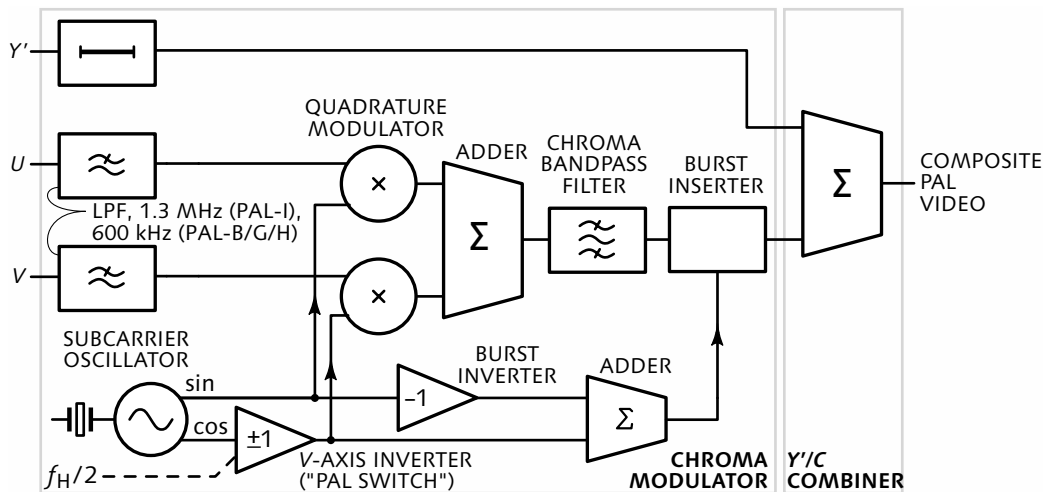 Y'
QUADRATURE
MODULATOR
ADDER
CHROMA
BANDPASS
FILTER
BURST
INSERTER
Σ
COMPOSITE
PAL
VIDEO
U
×
Σ
LPF, 1.3 MHz (PAL-I),
600 kHz (PAL-B/G/H)
V
×
SUBCARRIER
OSCILLATOR
sin
cos
±1
BURST
INVERTER
−1
ADDER
Σ
fH/2
V-AXIS INVERTER
("PAL SWITCH")
CHROMA
MODULATOR
Y'/C
COMBINER